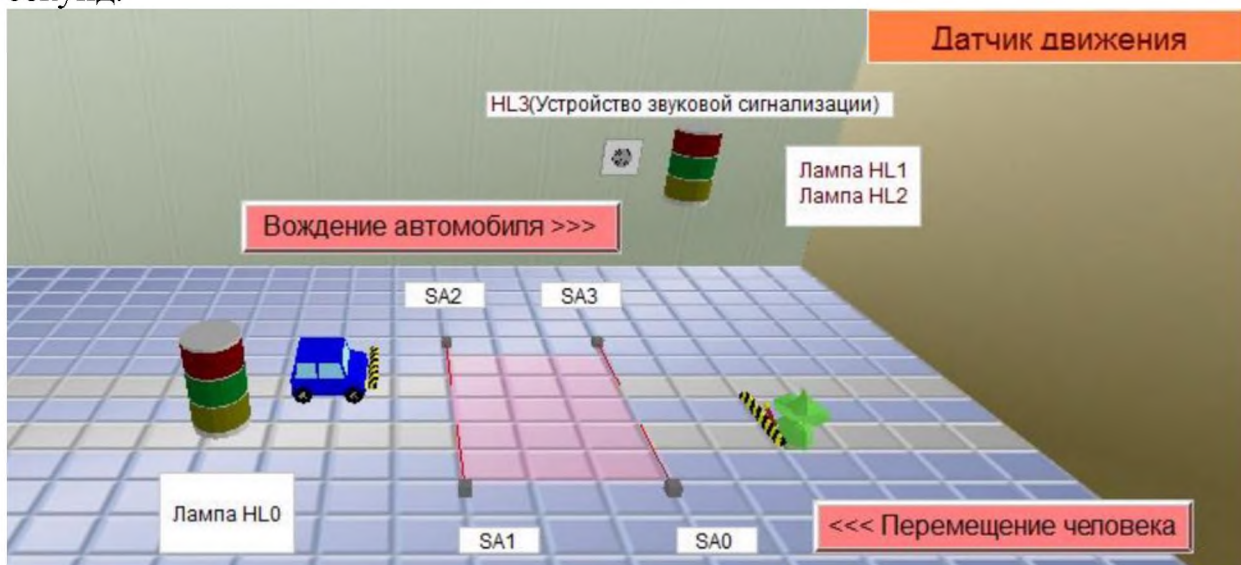 секунд.
Датчик движения
HL3(Устройство звуковой сигнализации)
Лампа HL1
Лампа HL2
Вождение автомобиля >>>
SA2
SA3
Лампа HL0
SA1
SA0
<<< Перемещение человека